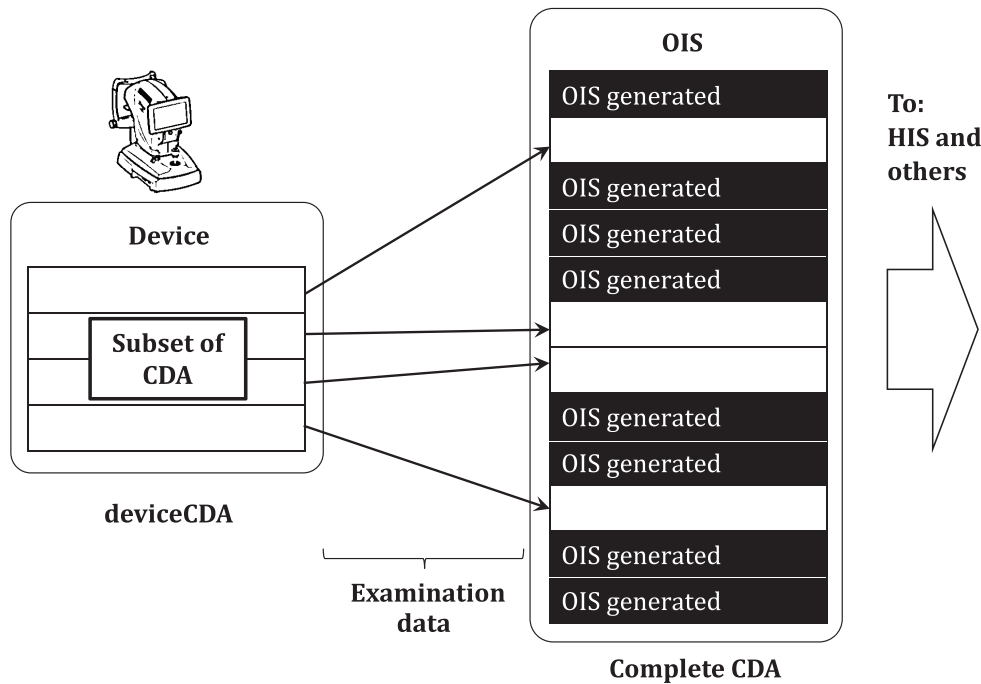 Device
Subset of
CDA
deviceCDA
Examination
data
OIS
OIS generated
OIS generated
OIS generated
OIS generated
OIS generated
OIS generated
OIS generated
OIS generated
Complete CDA
To:
HIS and
others